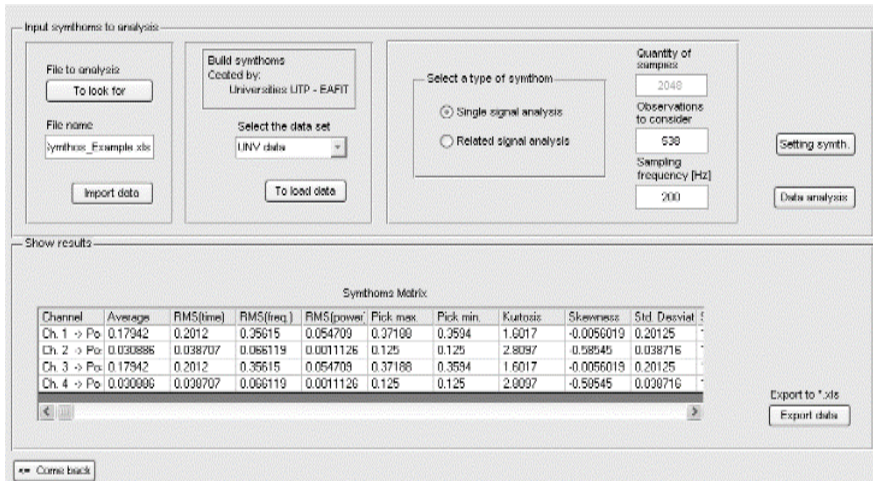 Input symthoms to analysis
File to analysis
To look for
File name
Symthos_Example.xls
Import data
Build symthoms
Ceated by:
Universities UTP - EAFIT
Select the data set
UNV data
To load data
Select a type of symthom
Single signal analysis
Related signal analysis
Quantity of
samples
2048
Observations
to consider
538
Sampling
frequency [Hz]
200
Setting symth.
Data analysis
Show results
Symthoms Matrix
Channel Average RMS(time) RMS(freq.) RMS(power) Pick max. Pick min. Kurtosis Skewness Std. Desviat
Ch. 1 -> Po 0.17942 0.2012 0.35615 0.054709 0.37188 0.3594 1.6017 -0.0056019 0.20125
Ch. 2 -> Po 0.030886 0.038707 0.066119 0.0011126 0.125 0.125 2.8097 -0.58545 0.038716
Ch. 3 -> Po 0.17942 0.2012 0.35615 0.054709 0.37188 0.3594 1.6017 -0.0056019 0.20125
Ch. 4 -> Po 0.030886 0.038707 0.066119 0.0011126 0.125 0.125 2.8097 -0.58545 0.038716
Export to *.xls
Export data
<= Come back